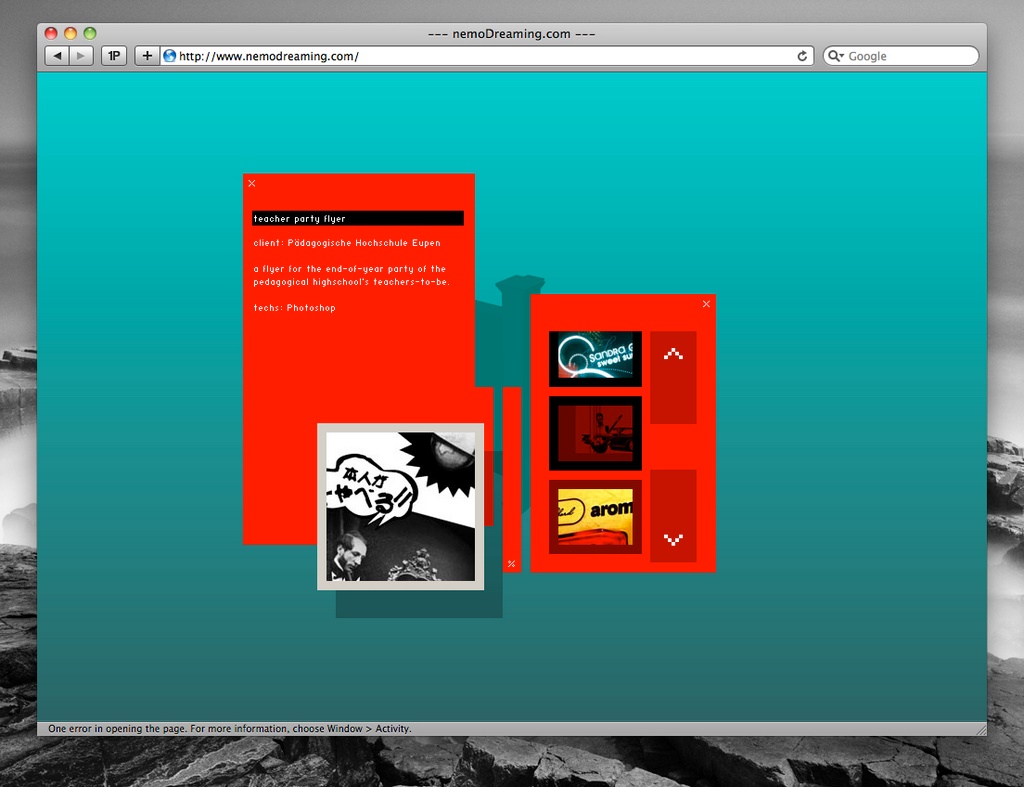 --- nemoDreaming.com ---
1P
http://www.nemodreaming.com/
Google
teacher party flyer
client: Pädagogische Hochschule Eupen
a flyer for the end-of-year party of the
pedagogical highschool's teachers-to-be.
techs: Photoshop
SANDRA G
sweet su
本人が
すべる!!
arom
One error in opening the page. For more information, choose Window > Activity.